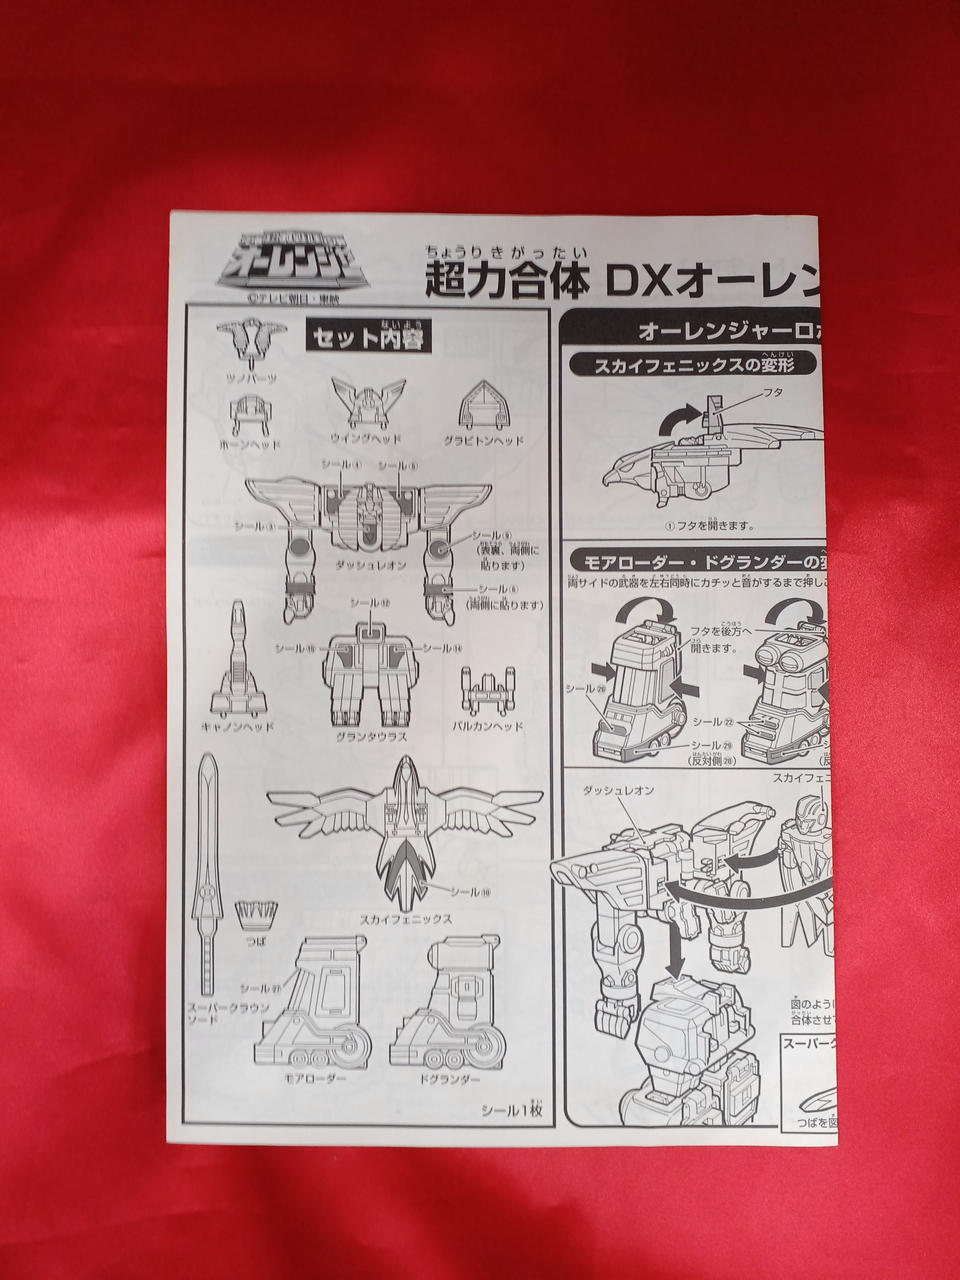 オーレンジャー
©テレビ朝日・東映
ちょうりきがったい
超力合体 DXオーレン
ないよう
セット内容
ツノパーツ
ホーンヘッド
ウイングヘッド
グラビトンヘッド
シール④
シール⑤
シール③
シール⑨
(表裏、両側に
貼ります)
ダッシュレオン
シール⑥
(両側に貼ります)
シール⑫
シール⑮
シール⑭
キャノンヘッド
グランタウラス
バルカンヘッド
シール⑩
スカイフェニックス
つば
シール㉗
スーパークラウン
ソード
モアローダー
ドグランダー
シール1枚
オーレンジャーロボ
へんけい
スカイフェニックスの変形
フタ
①フタを開きます。
モアローダー・ドグランダーの変
両サイドの武器を左右同時にカチッと音がするまで押し
フタを後方へ
開きます。
シール㉖
シール㉒
シール㉙
(反対側㉘)
ダッシュレオン
スカイフェニ
図のように
合体させて
スーパーク
つばを図